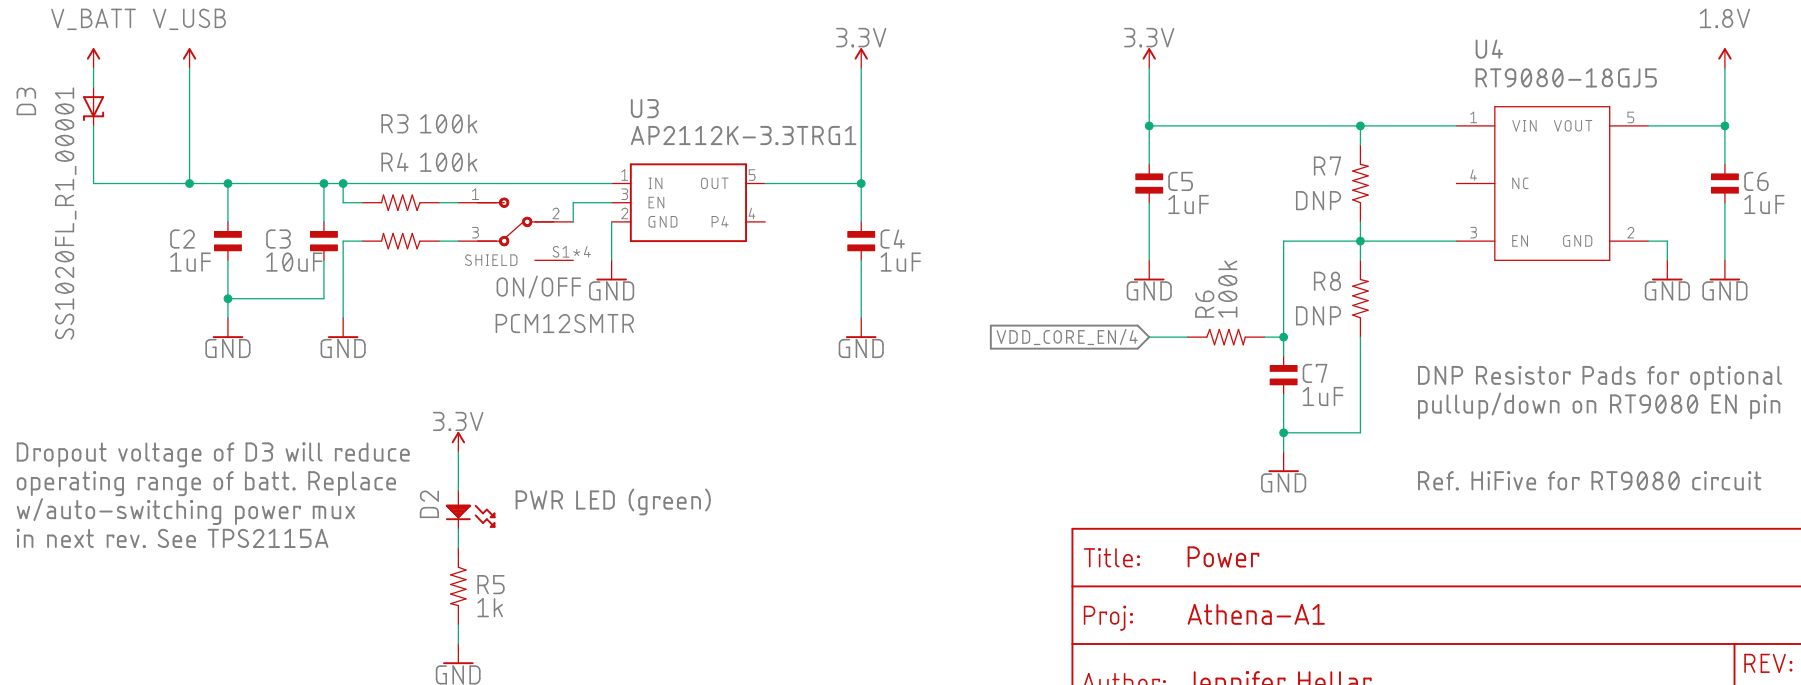 V_BATT V_USB
D3
SS1020FL_R1_00001
R3 100k
R4 100k
1
2
3
SHIELD
S1*4
ON/OFF
PCM12SMTR
C2
1uF
C3
10uF
GND
GND
U3
AP2112K-3.3TRG1
1 IN OUT 5
3 EN
2 GND P4 4
GND
3.3V
C4
1uF
GND
3.3V
D2
PWR LED (green)
R5
1k
GND
Dropout voltage of D3 will reduce
operating range of batt. Replace
w/auto-switching power mux
in next rev. See TPS2115A
3.3V
C5
1uF
GND
R7
DNP
R8
DNP
R6
100k
VDD_CORE_EN/4
C7
1uF
GND
U4
RT9080-18GJ5
1 VIN VOUT 5
4 NC
3 EN GND 2
GND
1.8V
C6
1uF
GND
DNP Resistor Pads for optional
pullup/down on RT9080 EN pin
Ref. HiFive for RT9080 circuit
Title: Power
Proj: Athena-A1
Author: Jennifer Hellar
REV: